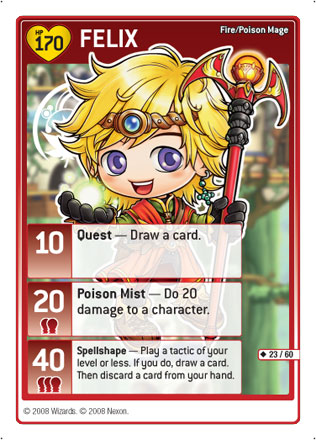 HP
170
FELIX
Fire/Poison Mage
10
Quest — Draw a card.
20
Poison Mist — Do 20
damage to a character.
40
Spellshape — Play a tactic of your
level or less. If you do, draw a card.
Then discard a card from your hand.
◆ 23 / 60
© 2008 Wizards. © 2008 Nexon.